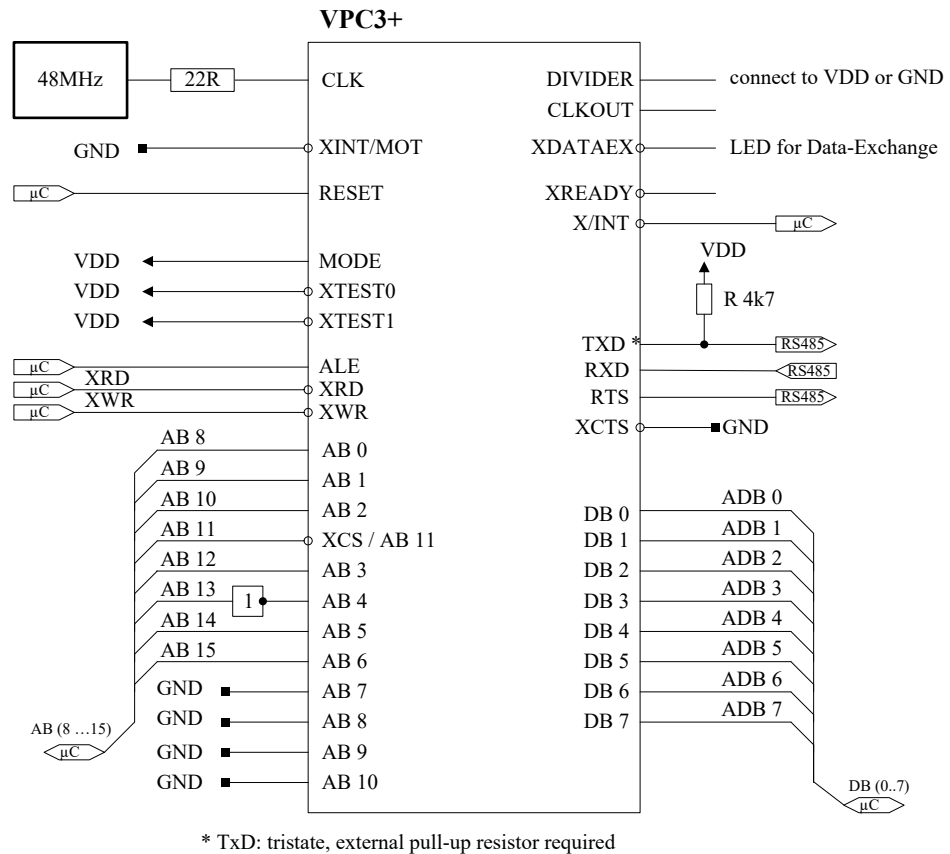 VPC3+
48MHz
22R
CLK
DIVIDER
connect to VDD or GND
CLKOUT
GND
XINT/MOT
XDATAEX
LED for Data-Exchange
µC
RESET
XREADY
X/INT
µC
VDD
MODE
VDD
VDD
XTEST0
VDD
XTEST1
R 4k7
TXD *
RS485
µC
ALE
RXD
RS485
µC
XRD
XRD
RTS
RS485
µC
XWR
XWR
XCTS
GND
AB 8
AB 0
AB 9
AB 1
AB 10
AB 2
DB 0
ADB 0
AB 11
XCS / AB 11
DB 1
ADB 1
AB 12
AB 3
DB 2
ADB 2
AB 13
1
AB 4
DB 3
ADB 3
AB 14
AB 5
DB 4
ADB 4
AB 15
AB 6
DB 5
ADB 5
GND
AB 7
DB 6
ADB 6
GND
AB 8
DB 7
ADB 7
AB (8 …15)
µC
GND
AB 9
GND
AB 10
DB (0..7)
µC
* TxD: tristate, external pull-up resistor required